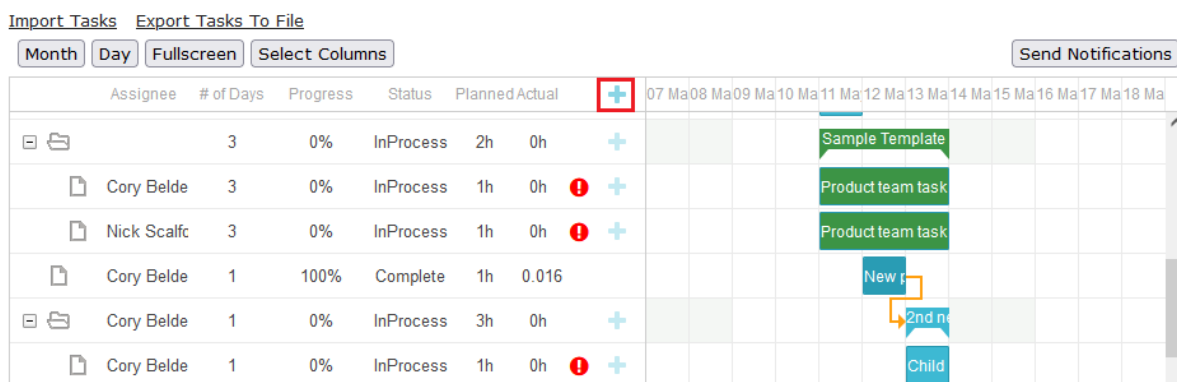 Import Tasks Export Tasks To File
Month Day Fullscreen Select Columns Send Notifications
Assignee # of Days Progress Status Planned Actual 07 Ma 08 Ma 09 Ma 10 Ma 11 Ma 12 Ma 13 Ma 14 Ma 15 Ma 16 Ma 17 Ma 18 Ma
3 0% InProcess 2h 0h Sample Template
Cory Belde 3 0% InProcess 1h 0h Product team task
Nick Scalfc 3 0% InProcess 1h 0h Product team task
Cory Belde 1 100% Complete 1h 0.016 New p
Cory Belde 1 0% InProcess 3h 0h 2nd ne
Cory Belde 1 0% InProcess 1h 0h Child